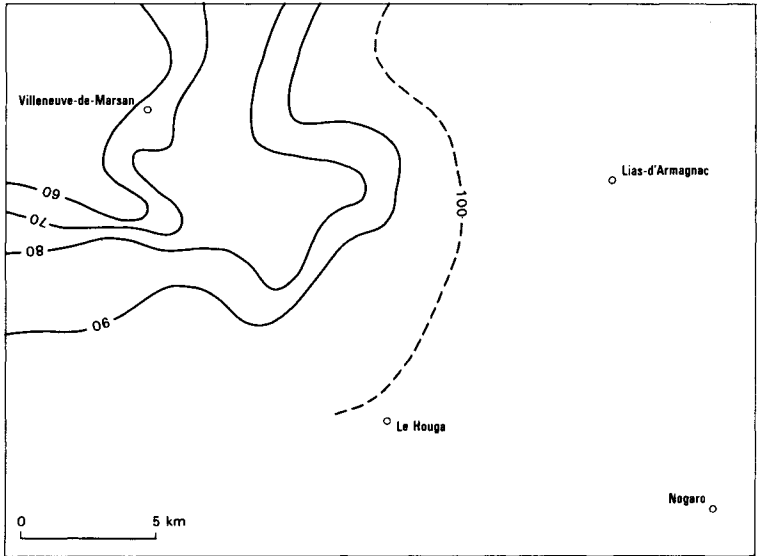 Villeneuve-de-Marsan
Lias-d'Armagnac
60
70
100
80
90
Le Houga
Nogaro
0 5 km